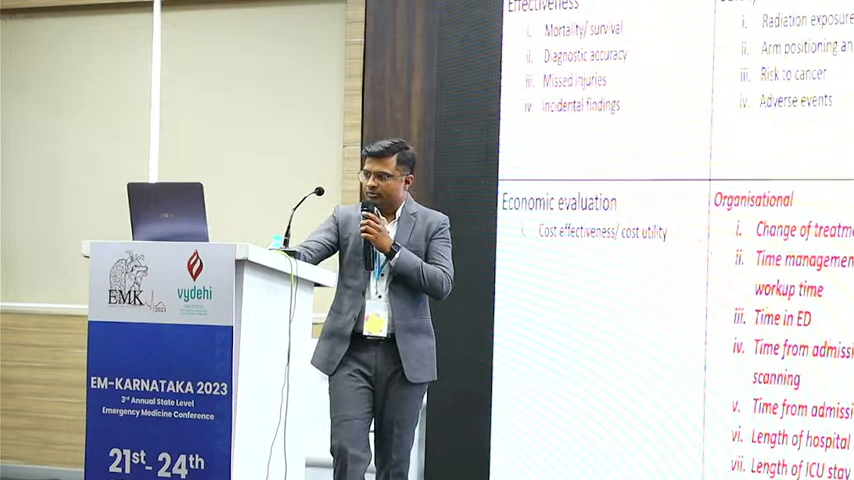 EMK
2023
vydehi
EM-KARNATAKA 2023
3rd Annual State Level
Emergency Medicine Conference
21st - 24th
Effectiveness
i. Mortality/ survival
ii. Diagnostic accuracy
iii. Missed injuries
iv. Incidental findings
i. Radiation exposure
ii. Arm positioning an
iii. Risk to cancer
iv. Adverse events
Economic evaluation
i. Cost effectiveness/ cost utility
Organisational
i. Change of treatm
ii. Time managemen
workup time
iii. Time in ED
iv. Time from admiss
scanning
v. Time from admiss
vi. Length of hospital
vii. Length of ICU stay